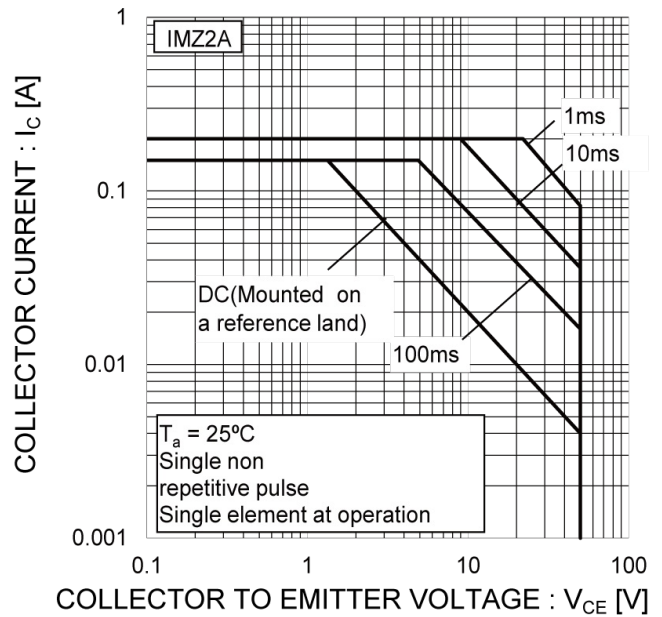 COLLECTOR CURRENT : IC [A]
1
0.1
0.01
0.001
IMZ2A
1ms
10ms
DC(Mounted on
a reference land)
100ms
Ta = 25ºC
Single non
repetitive pulse
Single element at operation
0.1
1
10
100
COLLECTOR TO EMITTER VOLTAGE : VCE [V]